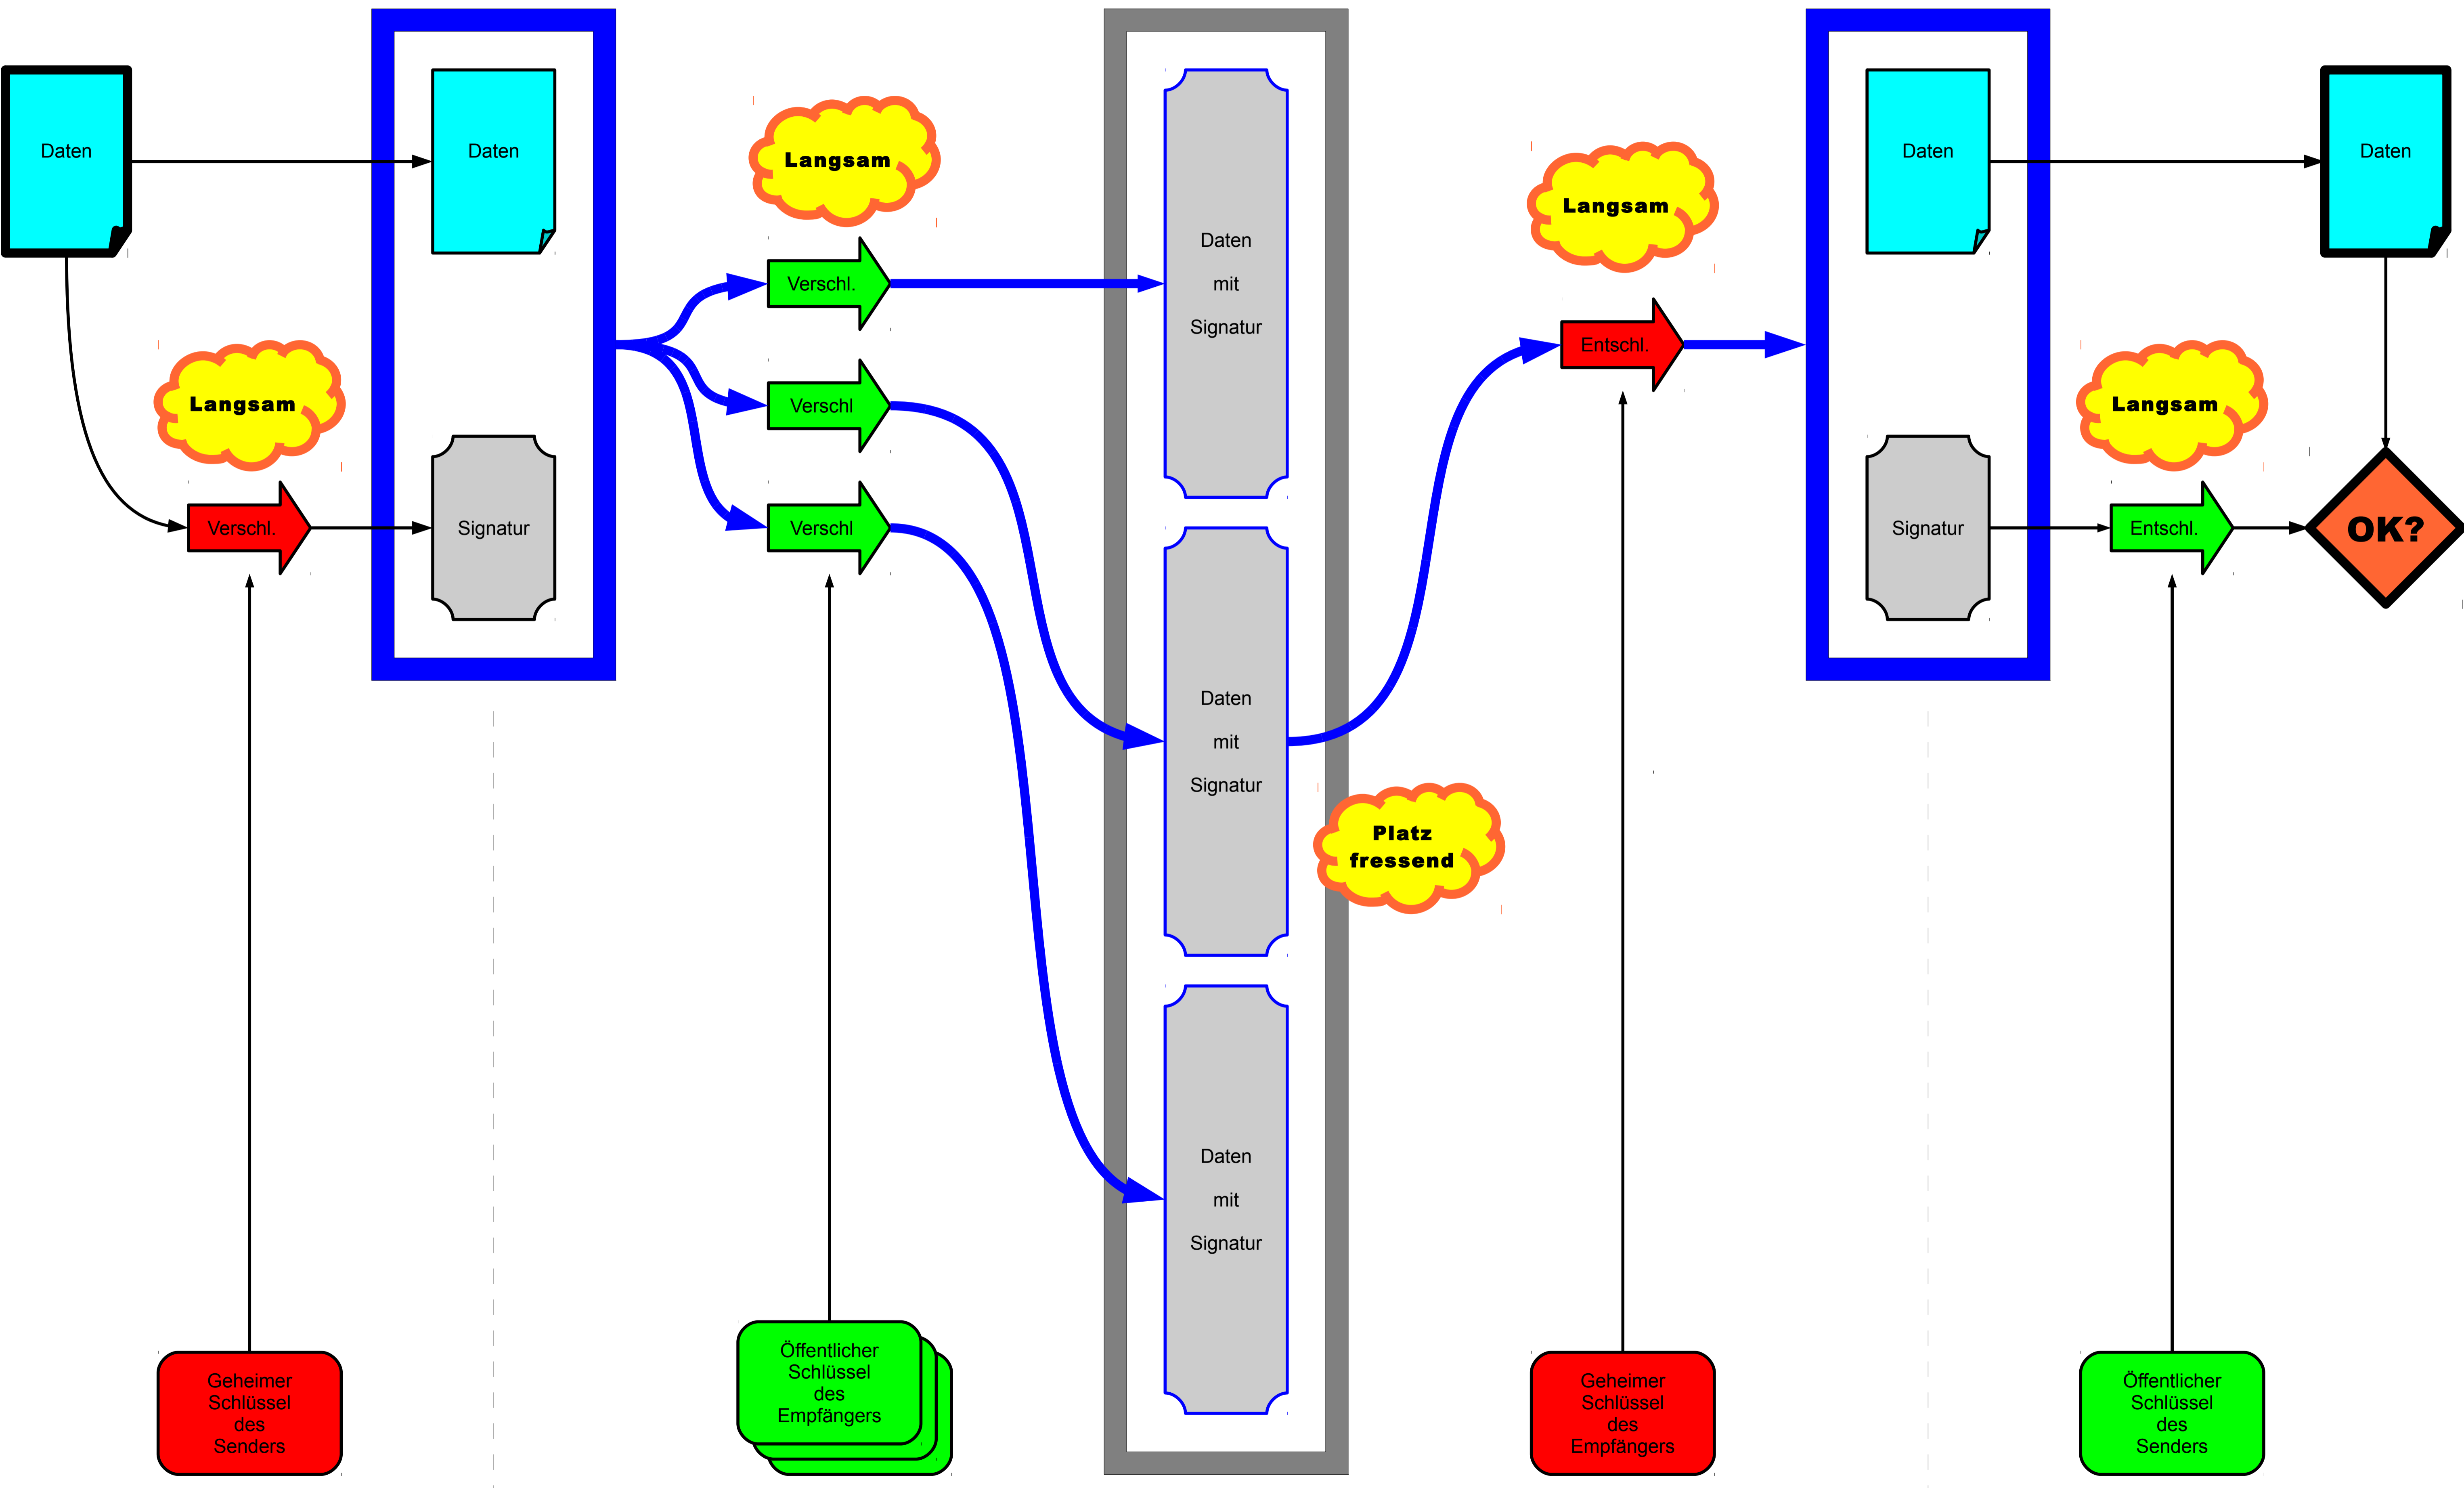 Daten
Langsam
Verschl.
Geheimer
Schlüssel
des
Senders
Daten
Signatur
Langsam
Verschl.
Verschl
Verschl
Öffentlicher
Schlüssel
des
Empfängers
Daten
mit
Signatur
Daten
mit
Signatur
Daten
mit
Signatur
Platz
fressend
Langsam
Entschl.
Geheimer
Schlüssel
des
Empfängers
Daten
Signatur
Langsam
Entschl.
Öffentlicher
Schlüssel
des
Senders
Daten
OK?